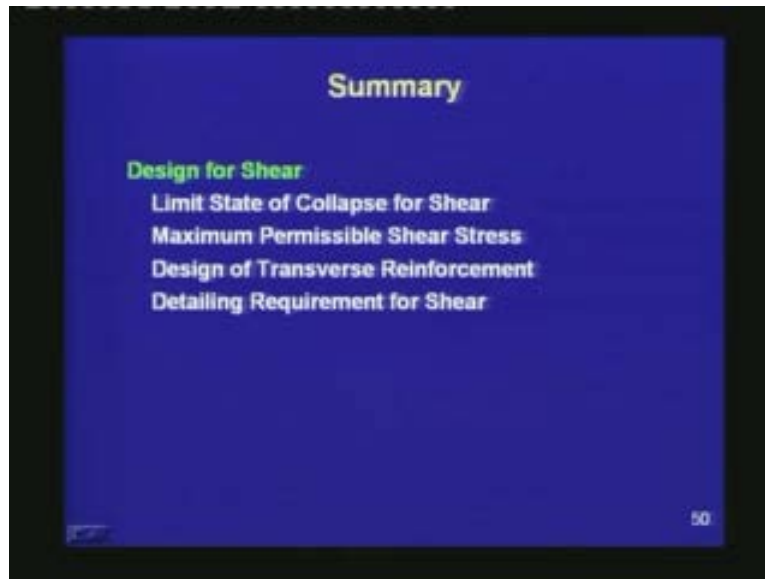 Summary
Design for Shear
Limit State of Collapse for Shear
Maximum Permissible Shear Stress
Design of Transverse Reinforcement
Detailing Requirement for Shear
50